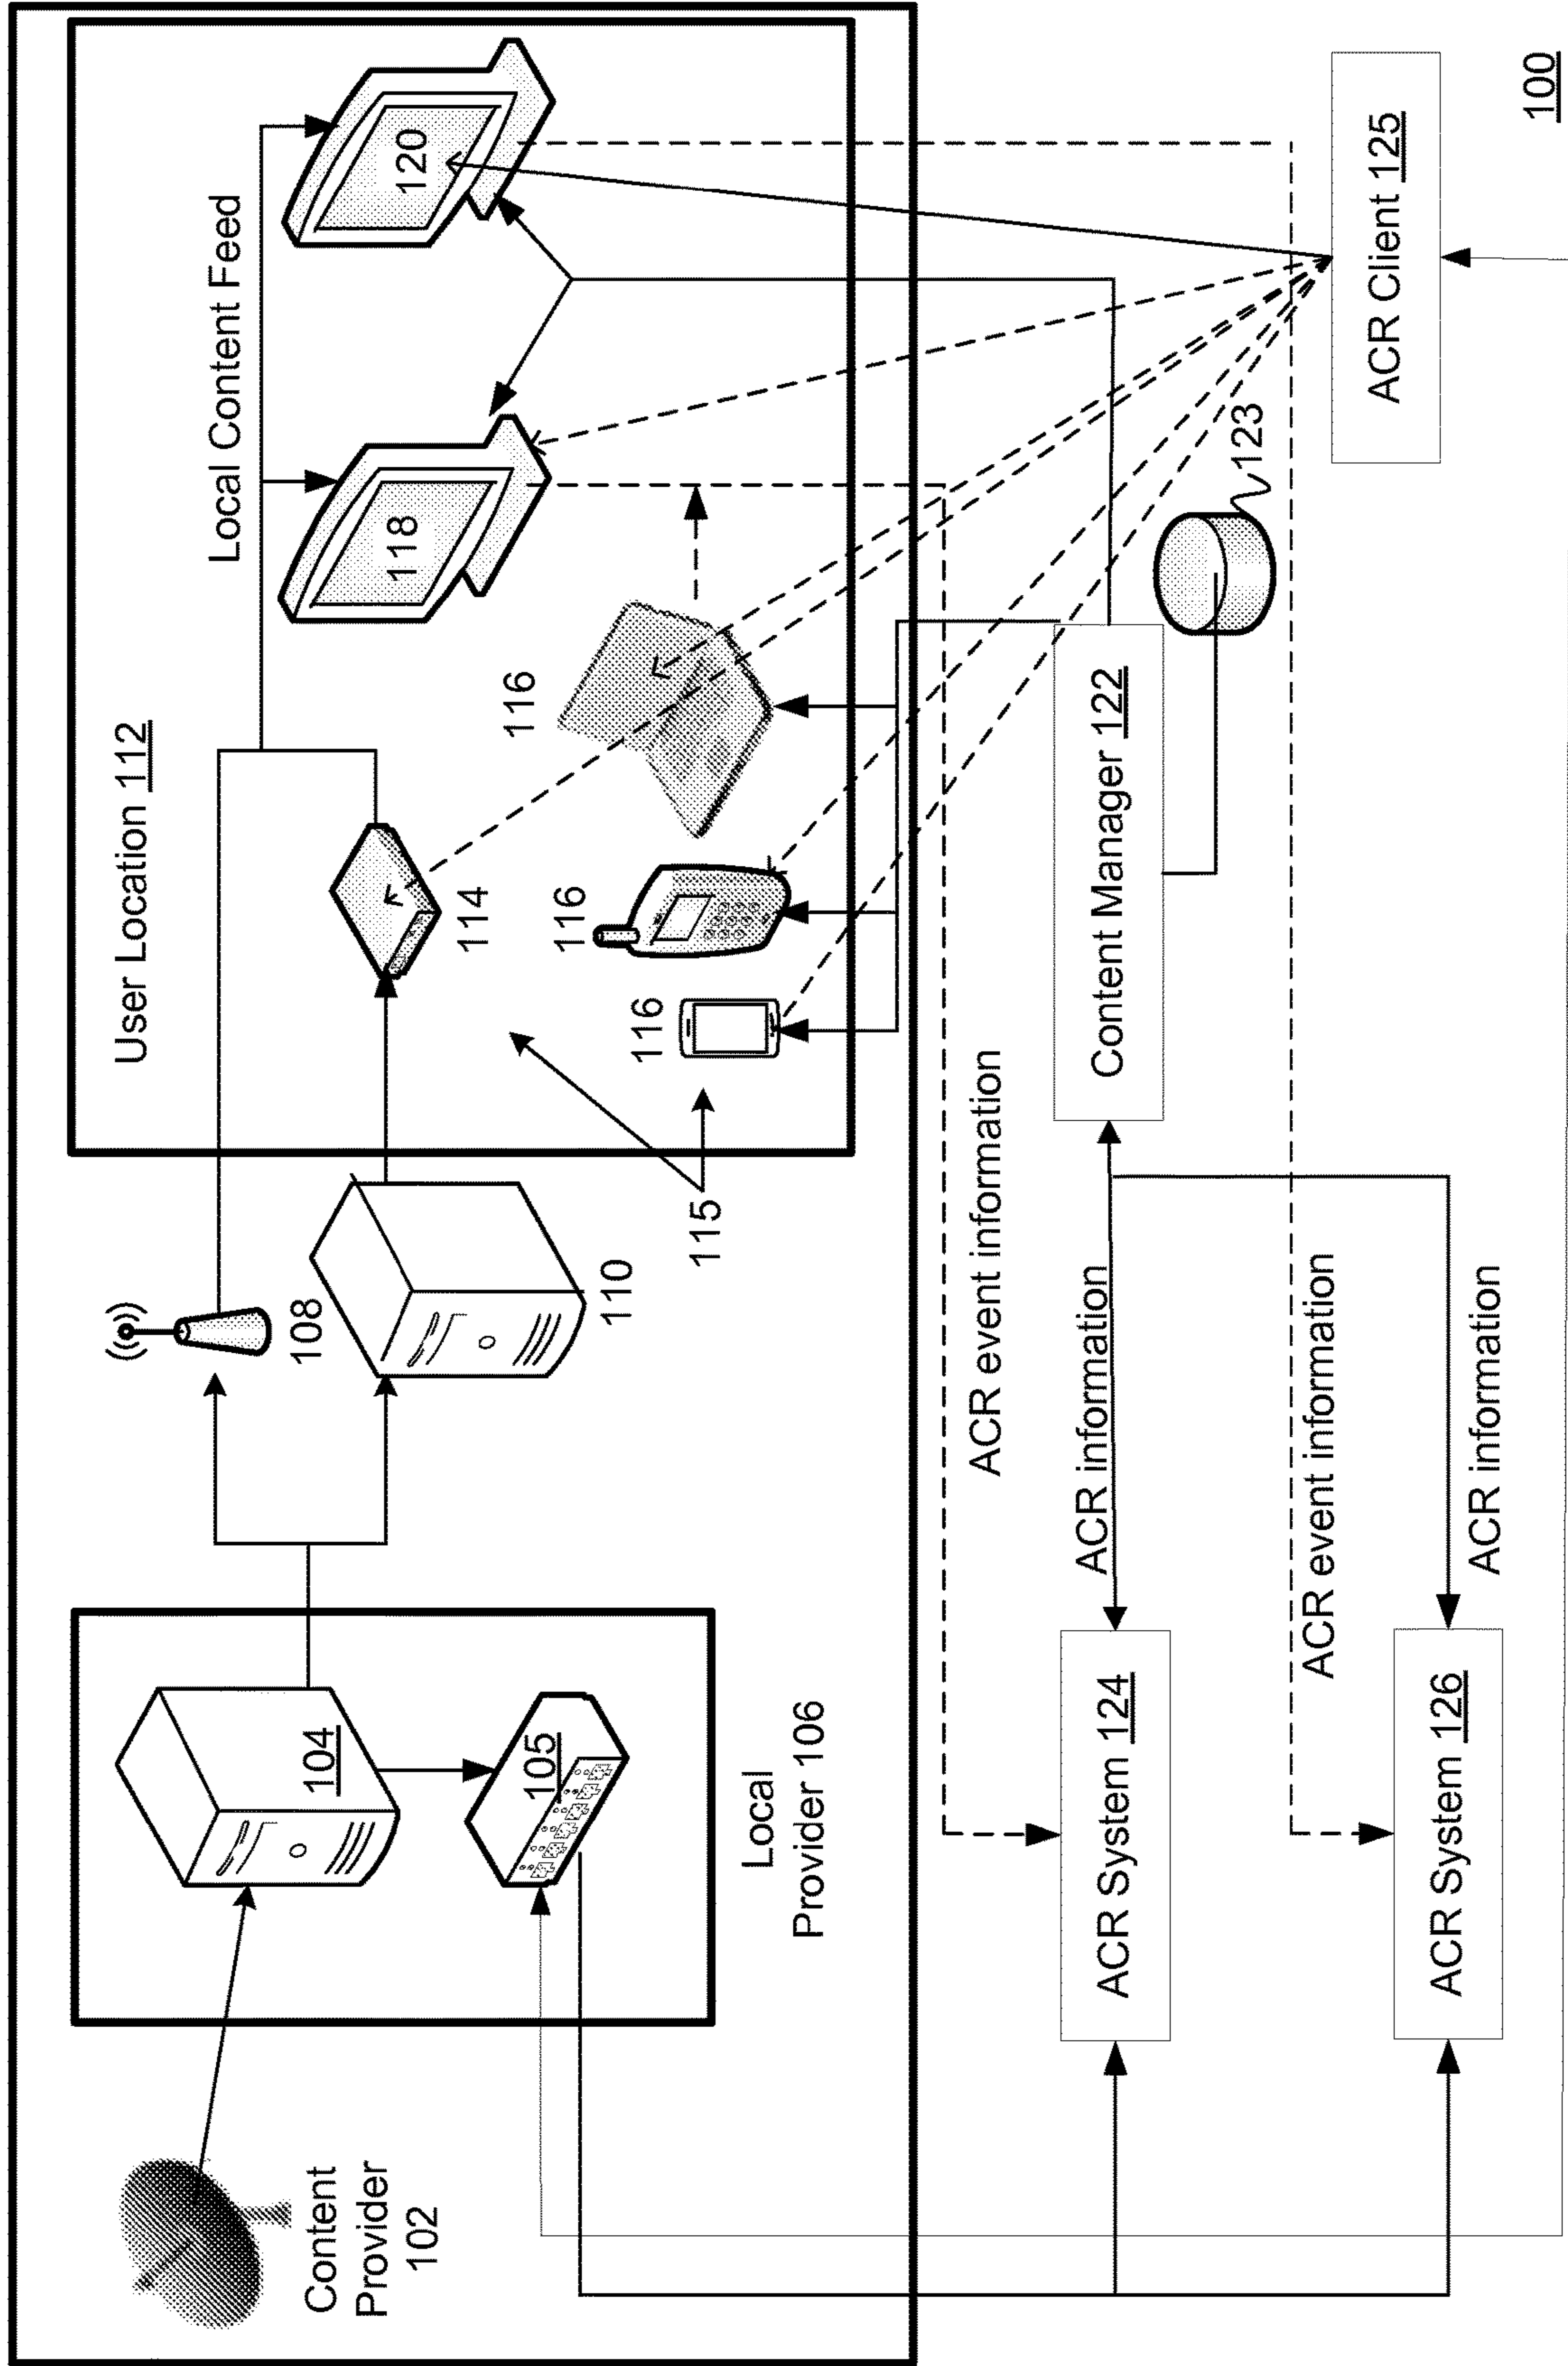 Content
Provider
102
104
105
Local
Provider 106
108
110
115
User Location 112
114
116
116
116
Local Content Feed
118
120
ACR event information
ACR information
ACR event information
ACR information
ACR System 124
ACR System 126
Content Manager 122
123
ACR Client 125
100